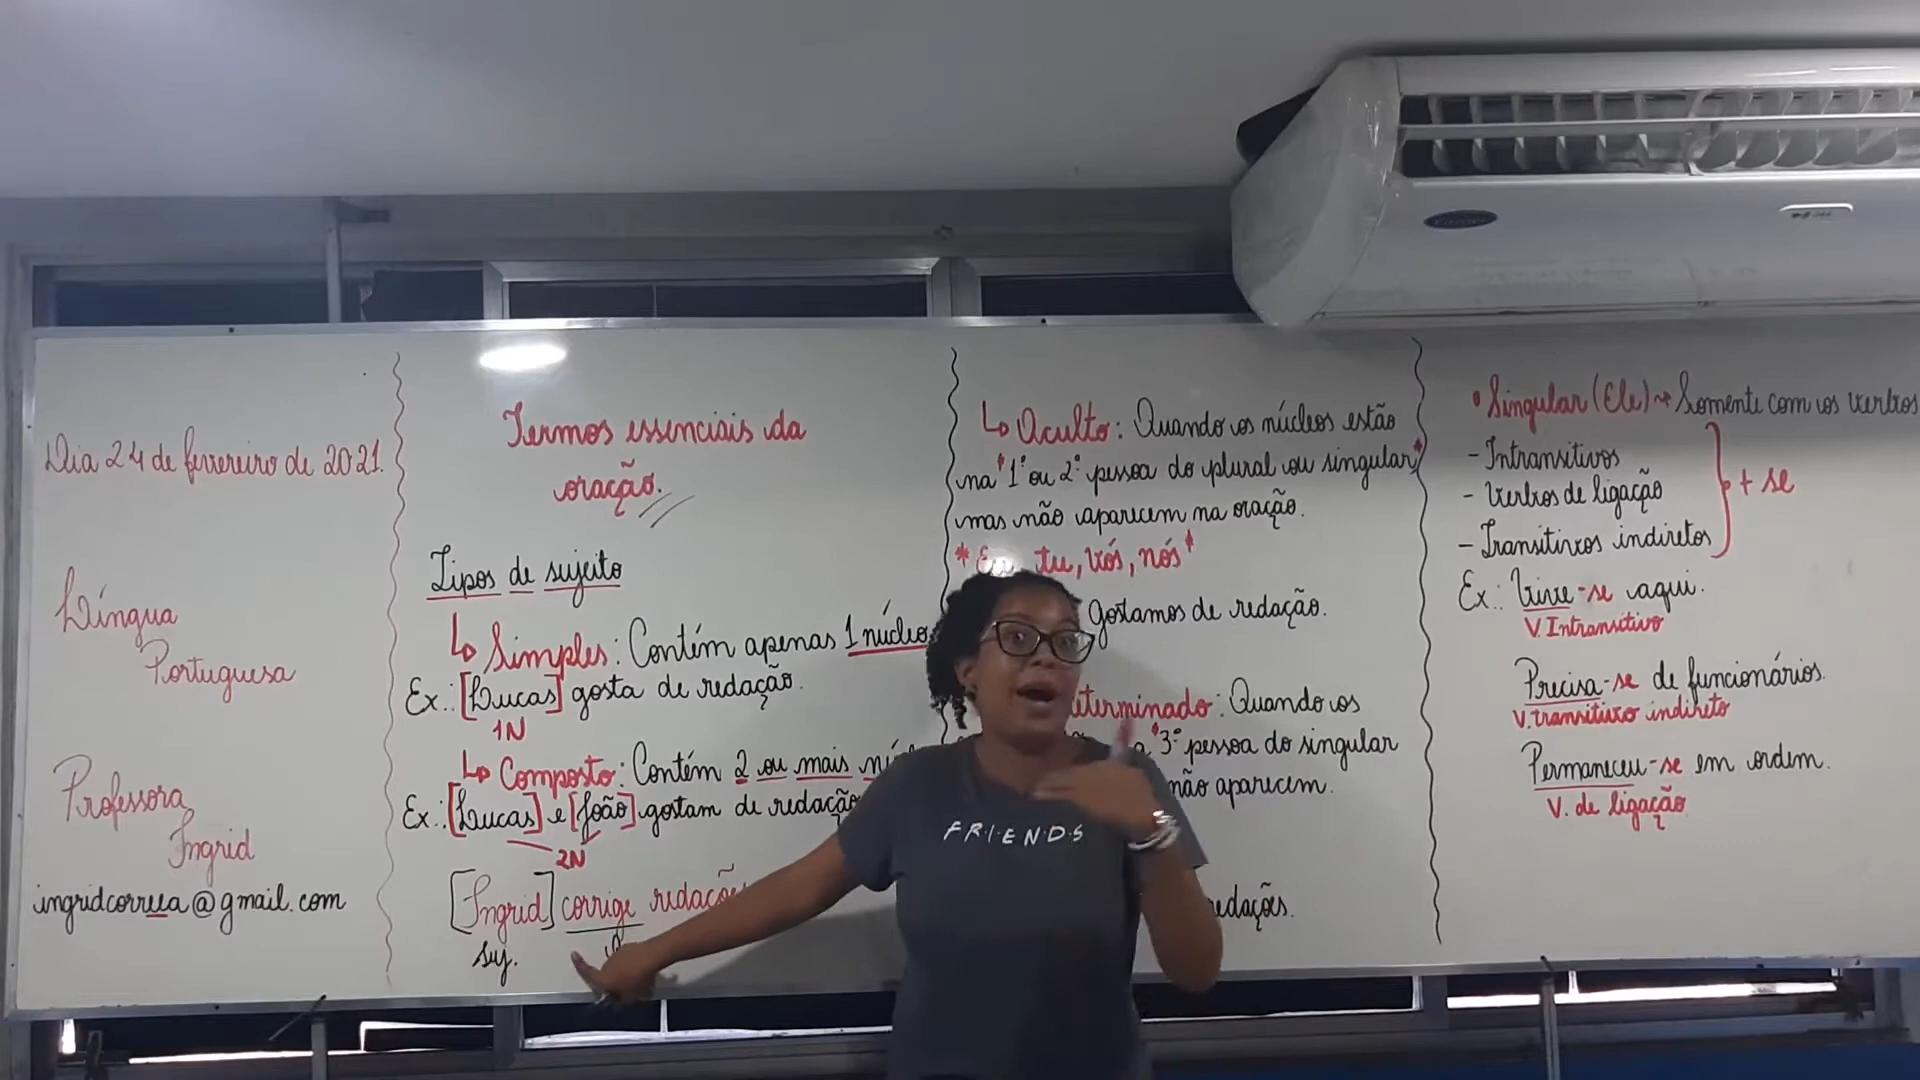 Dia 24 de fevereiro de 2021.
Língua
Portuguesa
Professora
Ingrid
ingridcorreea@gmail.com
Termos essenciais da
oração.
Tipos de sujeito
↳ Simples: Contém apenas 1 núcleo
Ex.: [Lucas] gosta de redação.
1N
↳ Composto: Contém 2 ou mais
Ex.: [Lucas] e [João] gostam de redação
2N
[Ingrid] corrige redações
Suj.
↳ Oculto: Quando os núcleos estão
na *1ª ou 2ª pessoa do plural ou singular,*
mas não aparecem na oração.
* Eu, tu, vós, nós*
gostamos de redação.
eterminado: Quando os
a *3ª pessoa do singular
não aparecem.
redações.
• Singular (Ele) → Somente com os verbos
- Intransitivos
- Verbos de ligação
- Transitivos indiretos
} + se
Ex.: Vive-se aqui.
V. Intransitivo
Precisa-se de funcionários.
V. transitivo indireto
Permaneceu-se em ordem.
V. de ligação
F·R·I·E·N·D·S
Carrier